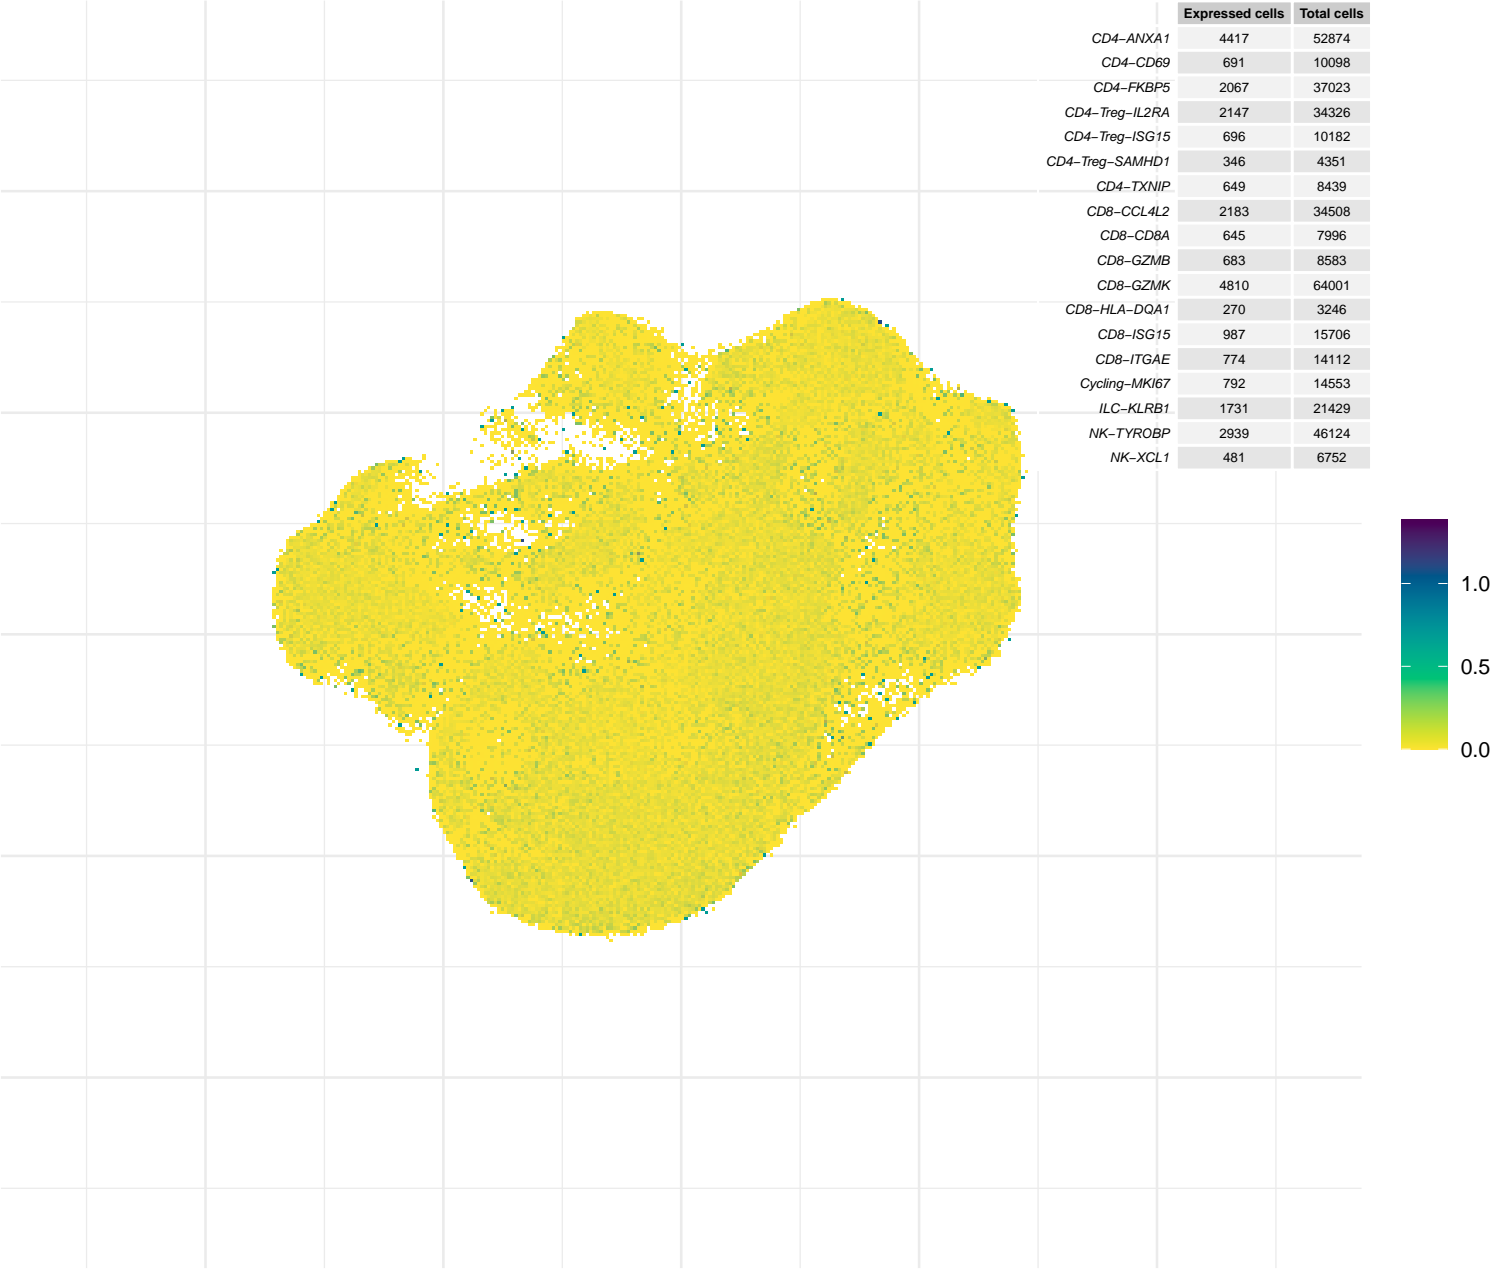 Expressed cells Total cells
CD4−ANXA1 4417 52874
CD4−CD69 691 10098
CD4−FKBP5 2067 37023
CD4−Treg−IL2RA 2147 34326
CD4−Treg−ISG15 696 10182
CD4−Treg−SAMHD1 346 4351
CD4−TXNIP 649 8439
CD8−CCL4L2 2183 34508
CD8−CD8A 645 7996
CD8−GZMB 683 8583
CD8−GZMK 4810 64001
CD8−HLA−DQA1 270 3246
CD8−ISG15 987 15706
CD8−ITGAE 774 14112
Cycling−MKI67 792 14553
ILC−KLRB1 1731 21429
NK−TYROBP 2939 46124
NK−XCL1 481 6752
1.0
0.5
0.0